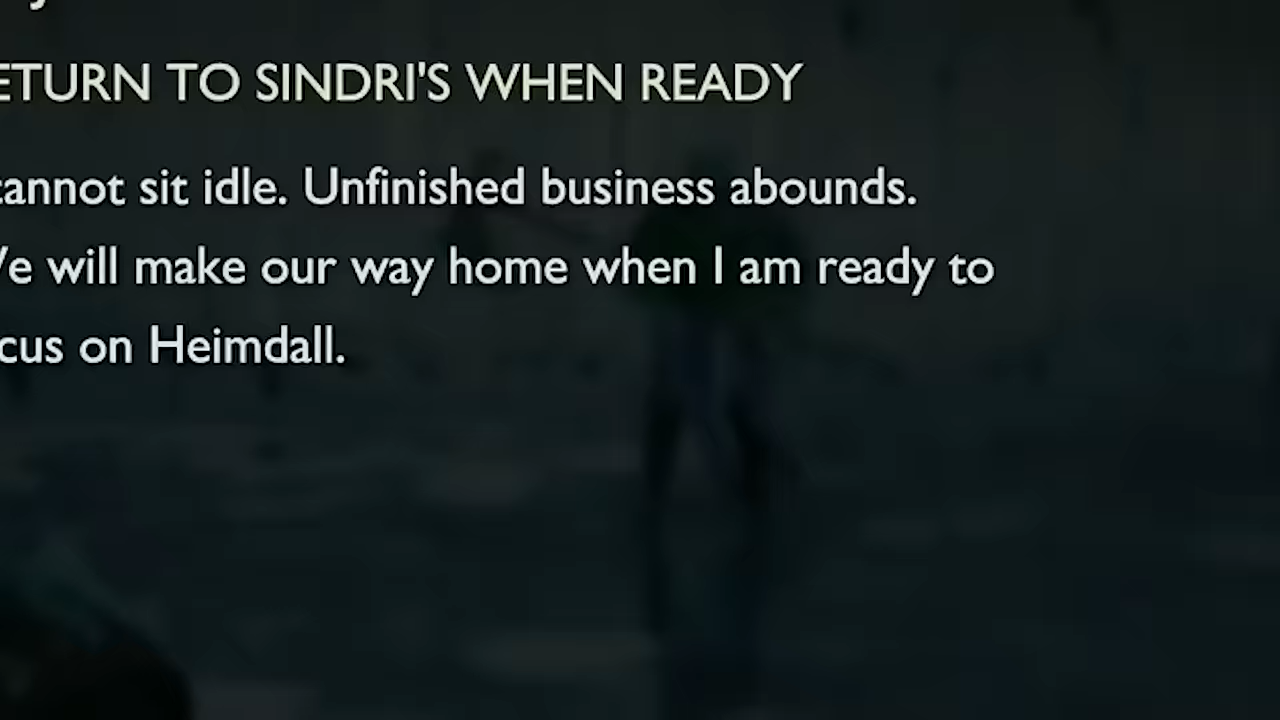 ETURN TO SINDRI'S WHEN READY
cannot sit idle. Unfinished business abounds.
We will make our way home when I am ready to
cus on Heimdall.